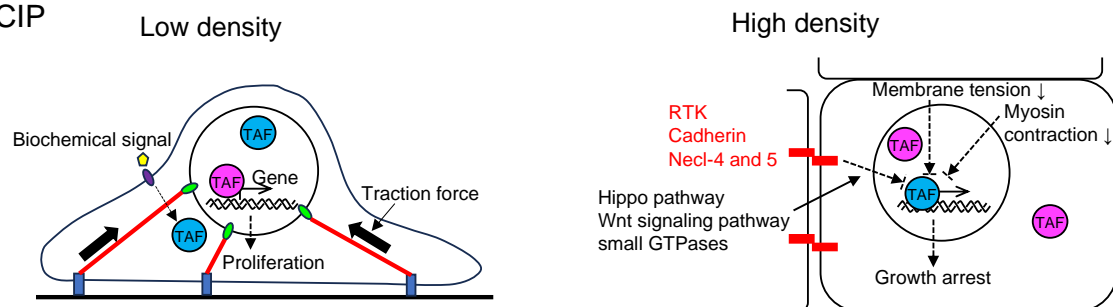 CIP
Low density
Biochemical signal
TAF
TAF
Gene
TAF
Traction force
Proliferation
High density
RTK
Cadherin
Necl-4 and 5
Membrane tension ↓
Myosin
contraction ↓
TAF
TAF
TAF
Hippo pathway
Wnt signaling pathway
small GTPases
Growth arrest